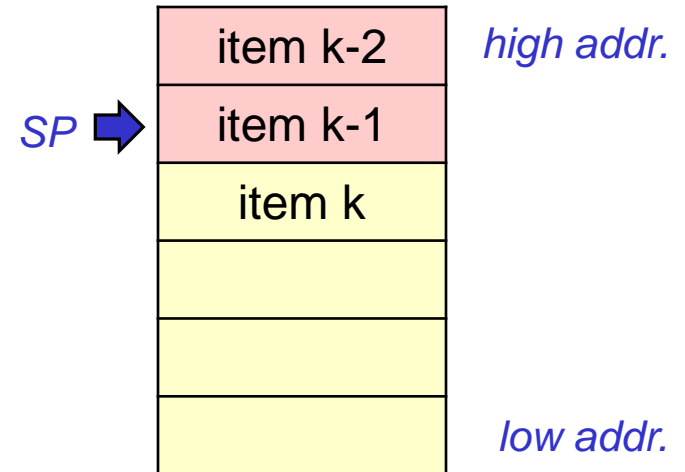 item k-2
high addr.
SP
item k-1
item k
low addr.